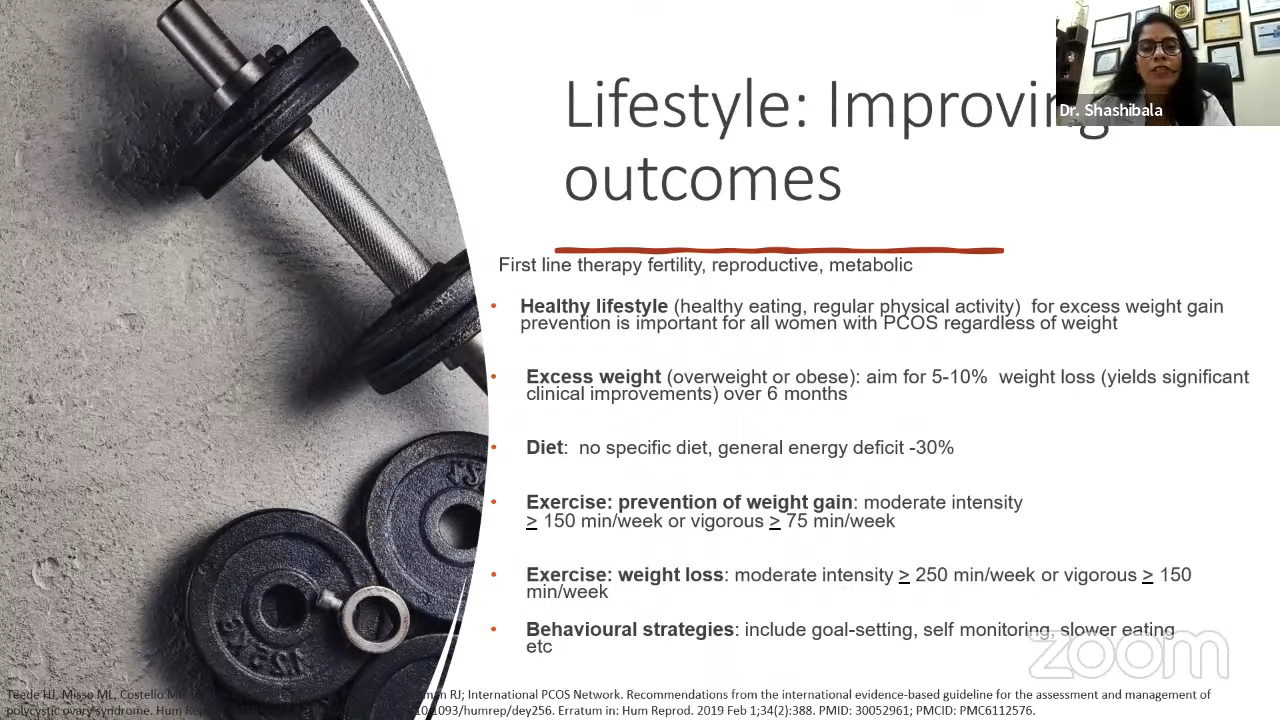 Lifestyle: Improving
outcomes
Dr. Shashibala
First line therapy fertility, reproductive, metabolic
• Healthy lifestyle (healthy eating, regular physical activity) for excess weight gain
prevention is important for all women with PCOS regardless of weight
• Excess weight (overweight or obese): aim for 5-10% weight loss (yields significant
clinical improvements) over 6 months
• Diet: no specific diet, general energy deficit -30%
• Exercise: prevention of weight gain: moderate intensity
≥ 150 min/week or vigorous ≥ 75 min/week
• Exercise: weight loss: moderate intensity ≥ 250 min/week or vigorous ≥ 150
min/week
• Behavioural strategies: include goal-setting, self monitoring, slower eating
etc
zoom
Teede HJ, Misso ML, Costello RJ; International PCOS Network. Recommendations from the international evidence-based guideline for the assessment and management of
polycystic ovary syndrome. Hum 1093/humrep/dey256. Erratum in: Hum Reprod. 2019 Feb 1;34(2):388. PMID: 30052961; PMCID: PMC6112576.